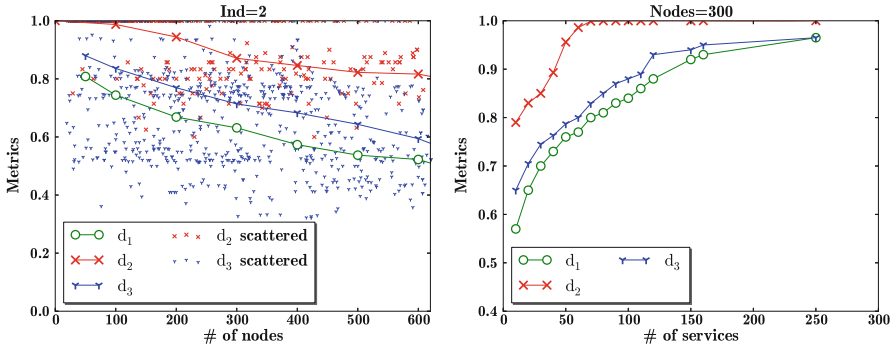 Ind=2
Metrics
1.0
0.8
0.6
0.4
0.2
0.0
d1
d2
d3
d2 scattered
d3 scattered
0 100 200 300 400 500 600
# of nodes
Nodes=300
Metrics
1.0
0.9
0.8
0.7
0.6
0.5
0.4
d1
d2
d3
0 50 100 150 200 250 300
# of services